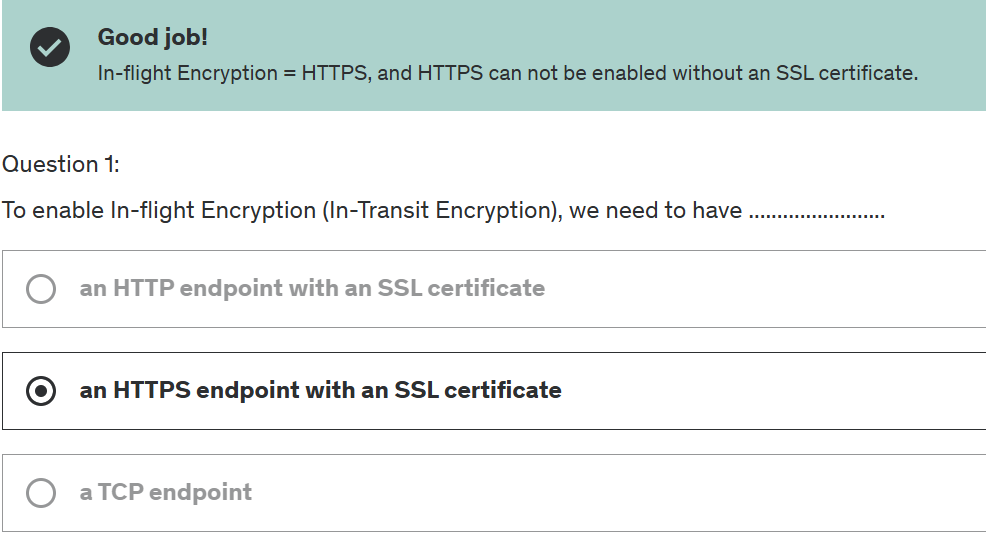 Good job!
In-flight Encryption = HTTPS, and HTTPS can not be enabled without an SSL certificate.
Question 1:
To enable In-flight Encryption (In-Transit Encryption), we need to have ........................
an HTTP endpoint with an SSL certificate
an HTTPS endpoint with an SSL certificate
a TCP endpoint